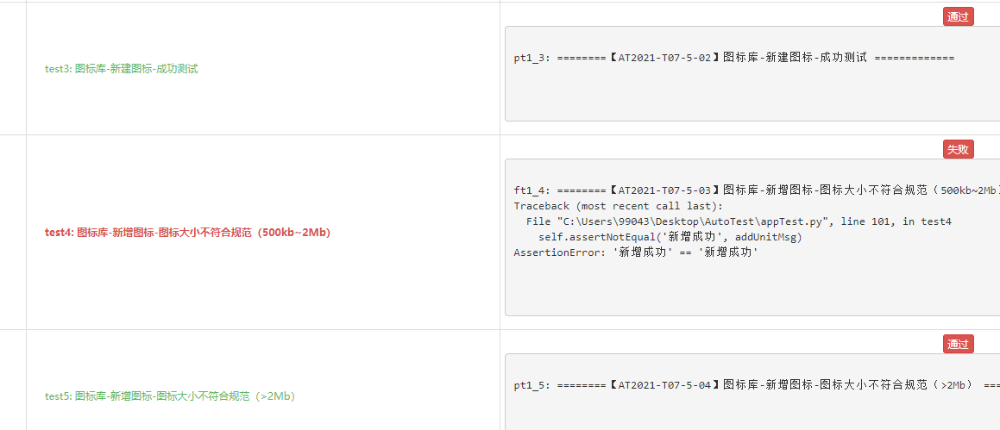 通过
test3: 图标库-新建图标-成功测试
pt1_3: ========【AT2021-T07-5-02】图标库-新建图标-成功测试 =============
失败
test4: 图标库-新增图标-图标大小不符合规范（500kb~2Mb）
ft1_4: ========【AT2021-T07-5-03】图标库-新增图标-图标大小不符合规范（500kb~2Mb）
Traceback (most recent call last):
File "C:\Users\99043\Desktop\AutoTest\appTest.py", line 101, in test4
self.assertNotEqual('新增成功', addUnitMsg)
AssertionError: '新增成功' == '新增成功'
通过
test5: 图标库-新增图标-图标大小不符合规范（>2Mb）
pt1_5: ========【AT2021-T07-5-04】图标库-新增图标-图标大小不符合规范（>2Mb） ===